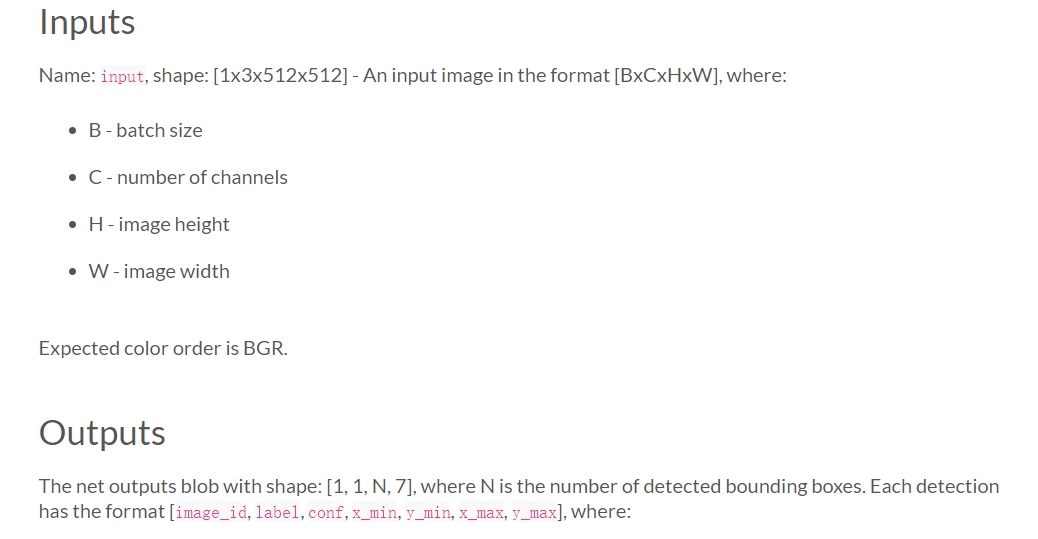 Inputs
Name: input, shape: [1x3x512x512] - An input image in the format [BxCxHxW], where:
• B - batch size
• C - number of channels
• H - image height
• W - image width
Expected color order is BGR.
Outputs
The net outputs blob with shape: [1, 1, N, 7], where N is the number of detected bounding boxes. Each detection
has the format [image_id, label, conf, x_min, y_min, x_max, y_max], where: